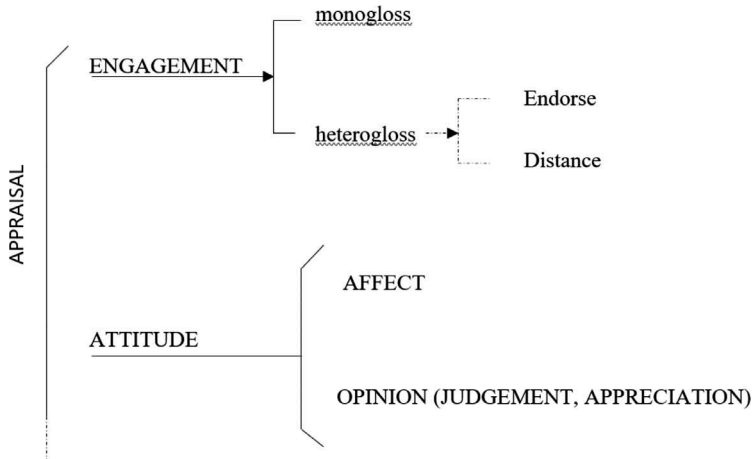 APPRAISAL
ENGAGEMENT
monogloss
heterogloss
Endorse
Distance
ATTITUDE
AFFECT
OPINION (JUDGEMENT, APPRECIATION)